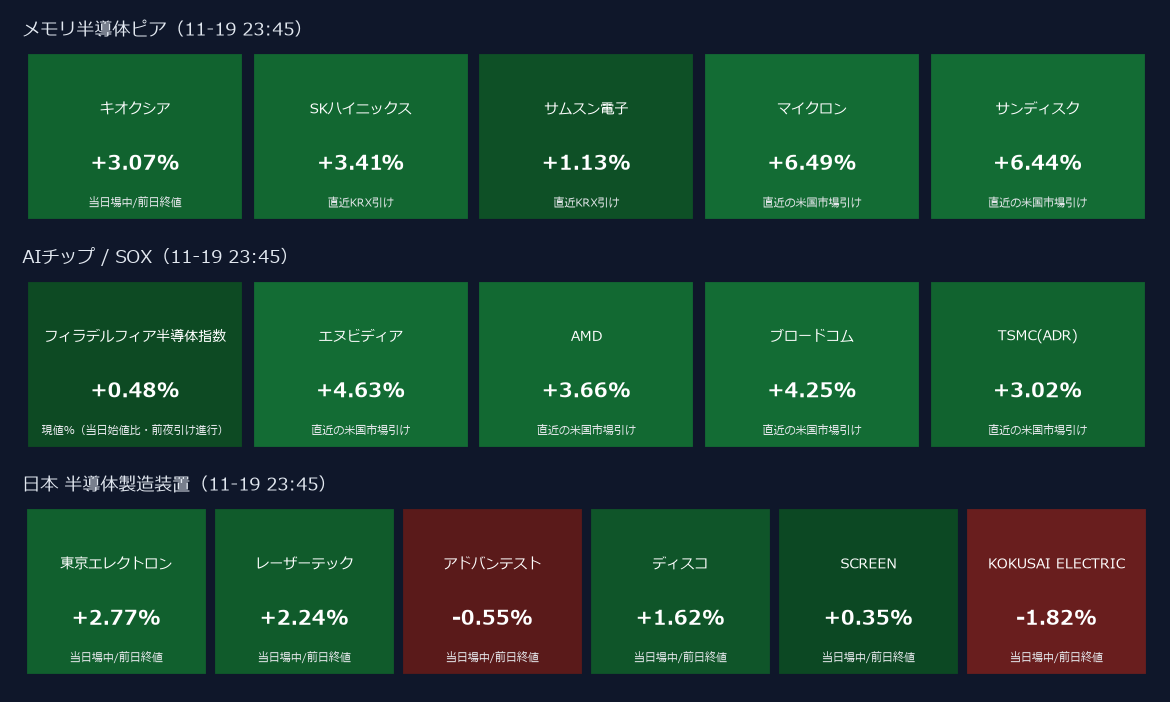 メモリ半導体ピア（11-19 23:45）
キオクシア
+3.07%
当日場中/前日終値
SKハイニックス
+3.41%
直近KRX引け
サムスン電子
+1.13%
直近KRX引け
マイクロン
+6.49%
直近の米国市場引け
サンディスク
+6.44%
直近の米国市場引け
AIチップ / SOX（11-19 23:45）
フィラデルフィア半導体指数
+0.48%
現値%（当日始値比・前夜引け進行）
エヌビディア
+4.63%
直近の米国市場引け
AMD
+3.66%
直近の米国市場引け
ブロードコム
+4.25%
直近の米国市場引け
TSMC(ADR)
+3.02%
直近の米国市場引け
日本 半導体製造装置（11-19 23:45）
東京エレクトロン
+2.77%
当日場中/前日終値
レーザーテック
+2.24%
当日場中/前日終値
アドバンテスト
-0.55%
当日場中/前日終値
ディスコ
+1.62%
当日場中/前日終値
SCREEN
+0.35%
当日場中/前日終値
KOKUSAI ELECTRIC
-1.82%
当日場中/前日終値